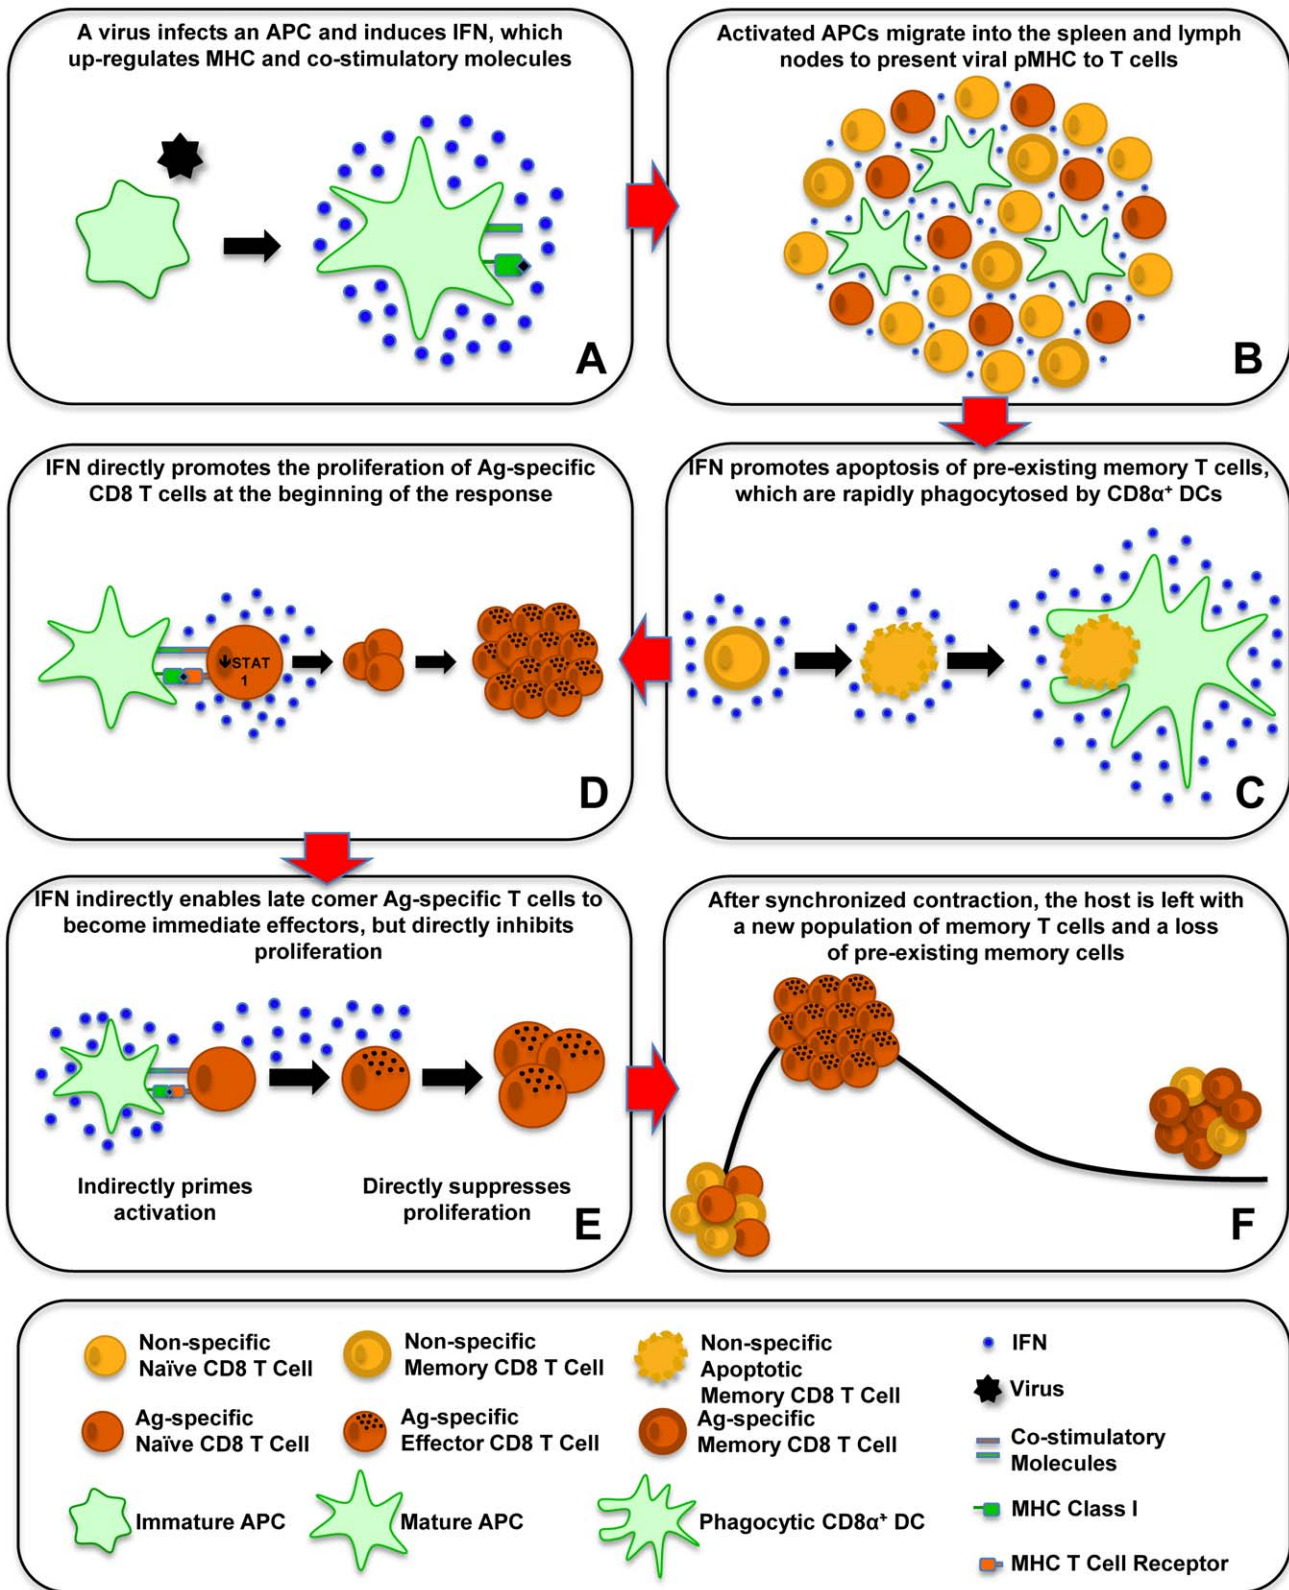 A virus infects an APC and induces IFN, which
up-regulates MHC and co-stimulatory molecules
A
Activated APCs migrate into the spleen and lymph
nodes to present viral pMHC to T cells
B
IFN directly promotes the proliferation of Ag-specific
CD8 T cells at the beginning of the response
STAT
1
D
IFN promotes apoptosis of pre-existing memory T cells,
which are rapidly phagocytosed by CD8α⁺ DCs
C
IFN indirectly enables late comer Ag-specific T cells to
become immediate effectors, but directly inhibits
proliferation
Indirectly primes
activation
Directly suppresses
proliferation
E
After synchronized contraction, the host is left with
a new population of memory T cells and a loss
of pre-existing memory cells
F
Non-specific
Naïve CD8 T Cell
Non-specific
Memory CD8 T Cell
Non-specific
Apoptotic
Memory CD8 T Cell
IFN
Virus
Ag-specific
Naïve CD8 T Cell
Ag-specific
Effector CD8 T Cell
Ag-specific
Memory CD8 T Cell
Co-stimulatory
Molecules
Immature APC
Mature APC
Phagocytic CD8α⁺ DC
MHC Class I
MHC T Cell Receptor